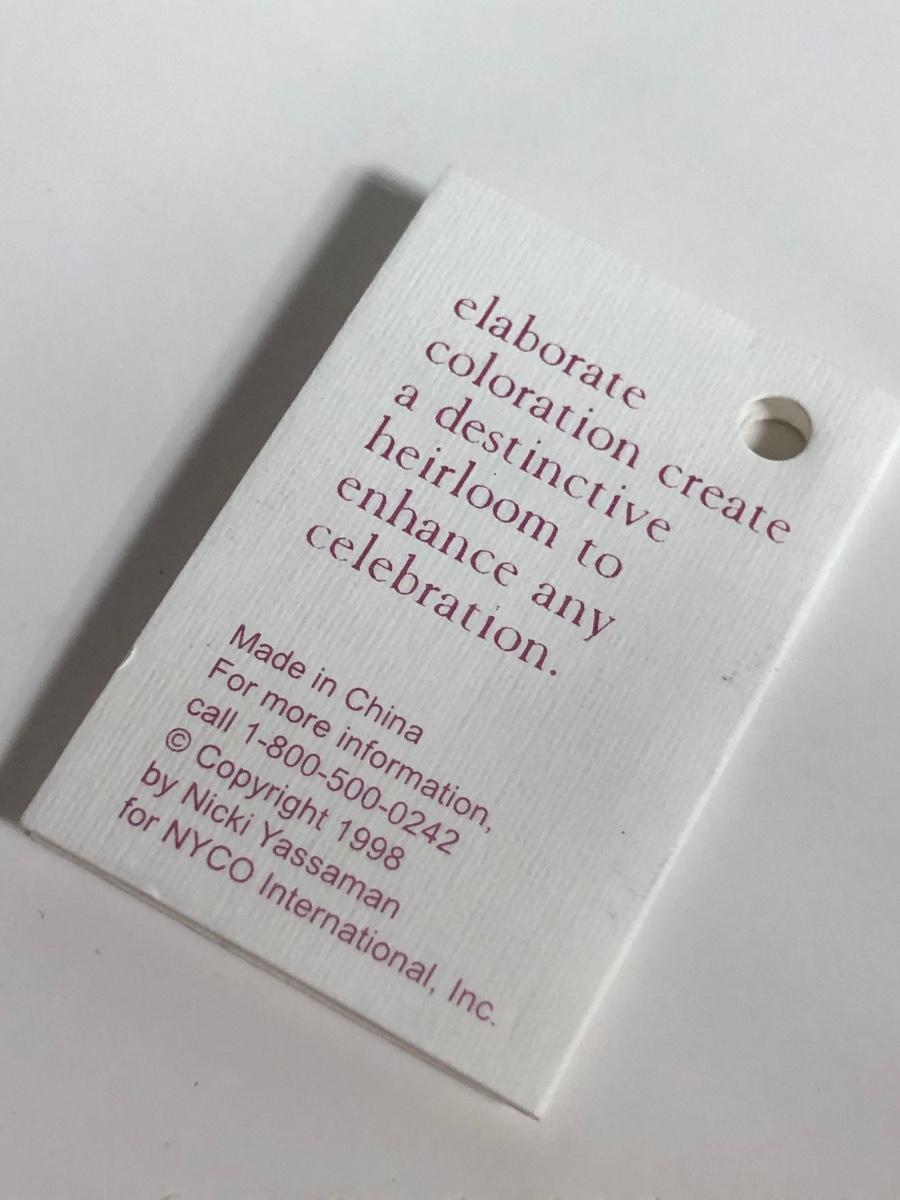 elaborate
coloration create
a destinctive
heirloom to
enhance any
celebration.
Made in China
For more information,
call 1-800-500-0242
© Copyright 1998
by Nicki Yassaman
for NYCO International, Inc.